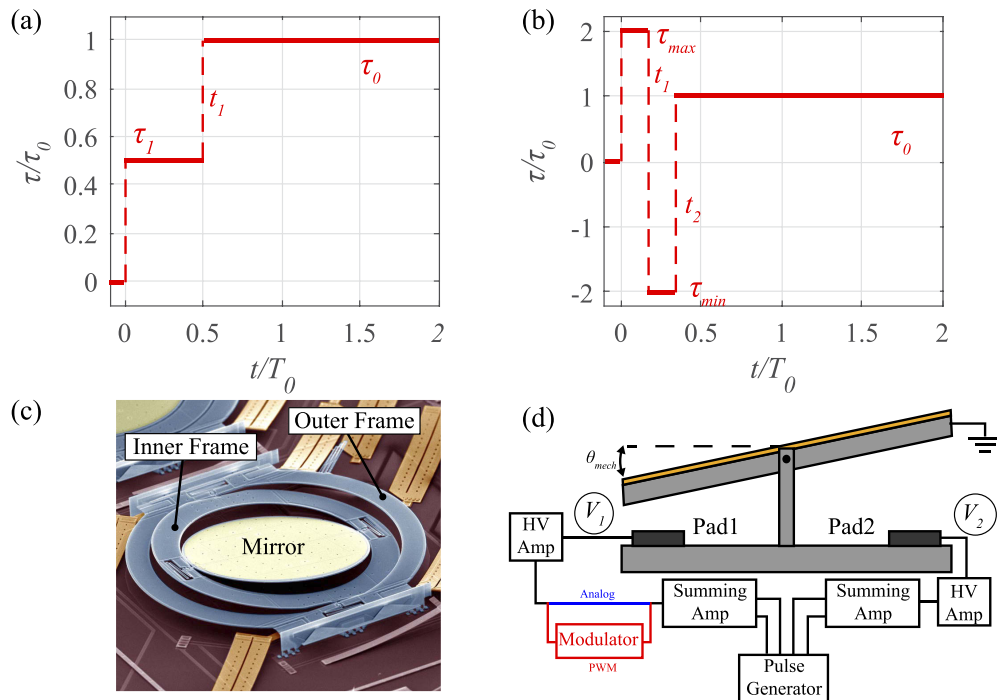 (a)
1
0.8
0.6
0.4
0.2
0
τ/τ0
τ1
t1
τ0
0
0.5
1
1.5
2
t/T0
(b)
2
1
0
-1
-2
τ/τ0
τmax
t1
t2
τ0
τmin
0
0.5
1
1.5
2
t/T0
(c)
Outer Frame
Inner Frame
Mirror
(d)
θmech
V1
V2
Pad1
Pad2
HV
Amp
Analog
Modulator
PWM
Summing
Amp
Summing
Amp
HV
Amp
Pulse
Generator